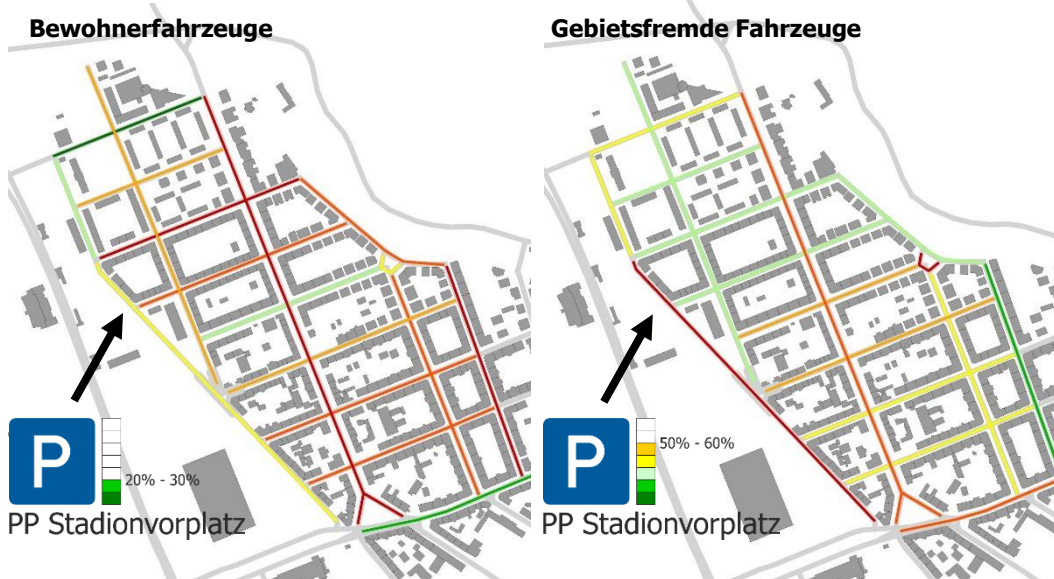 Bewohnerfahrzeuge
Gebietsfremde Fahrzeuge
P
20% - 30%
PP Stadionvorplatz
P
50% - 60%
PP Stadionvorplatz